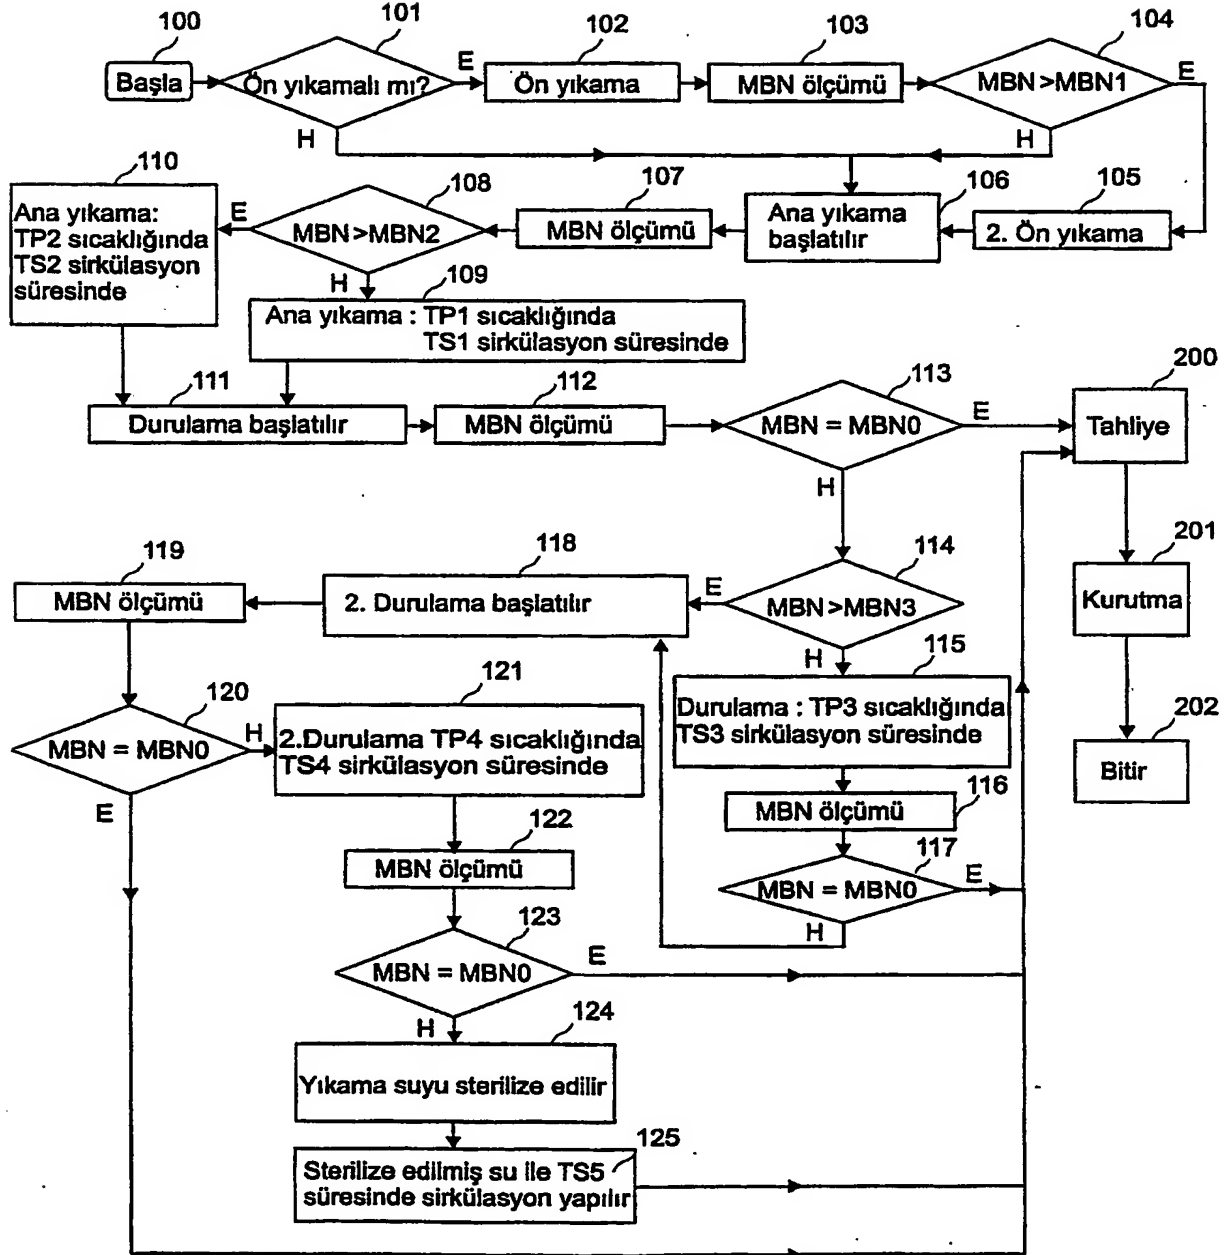 100
Başla
101
Ön yıkamalı mı?
E
H
102
Ön yıkama
103
MBN ölçümü
104
MBN>MBN1
E
H
105
2. Ön yıkama
106
Ana yıkama
başlatılır
107
MBN ölçümü
108
MBN>MBN2
E
H
110
Ana yıkama:
TP2 sıcaklığında
TS2 sirkülasyon
süresinde
109
Ana yıkama : TP1 sıcaklığında
TS1 sirkülasyon süresinde
111
Durulama başlatılır
112
MBN ölçümü
113
MBN = MBN0
E
H
200
Tahliye
201
Kurutma
202
Bitir
114
MBN>MBN3
E
H
115
Durulama : TP3 sıcaklığında
TS3 sirkülasyon süresinde
116
MBN ölçümü
117
MBN = MBN0
E
H
118
2. Durulama başlatılır
119
MBN ölçümü
120
MBN = MBN0
H
E
121
2.Durulama TP4 sıcaklığında
TS4 sirkülasyon süresinde
122
MBN ölçümü
123
MBN = MBN0
E
H
124
Yıkama suyu sterilize edilir
125
Sterilize edilmiş su ile TS5
süresinde sirkülasyon yapılır